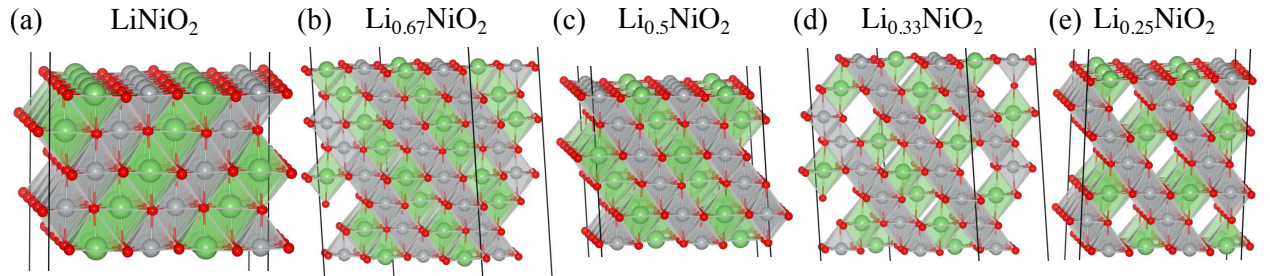 (a) LiNiO₂
(b) Li₀.₆₇NiO₂
(c) Li₀.₅NiO₂
(d) Li₀.₃₃NiO₂
(e) Li₀.₂₅NiO₂